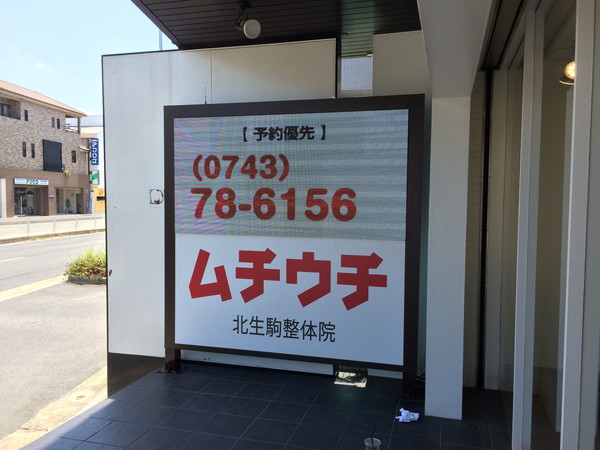 【 予約優先 】
(0743)
78-6156
ムチウチ
北生駒整体院